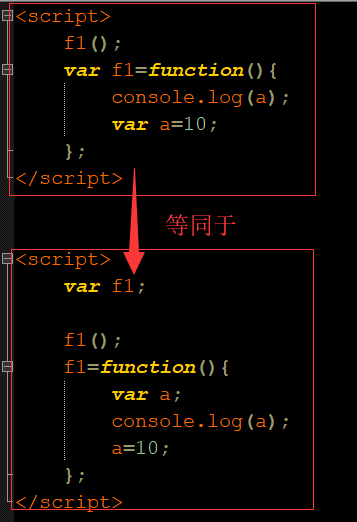 <script>
f1();
var f1=function(){
console.log(a);
var a=10;
};
</script>
等同于
<script>
var f1;
f1();
f1=function(){
var a;
console.log(a);
a=10;
};
</script>